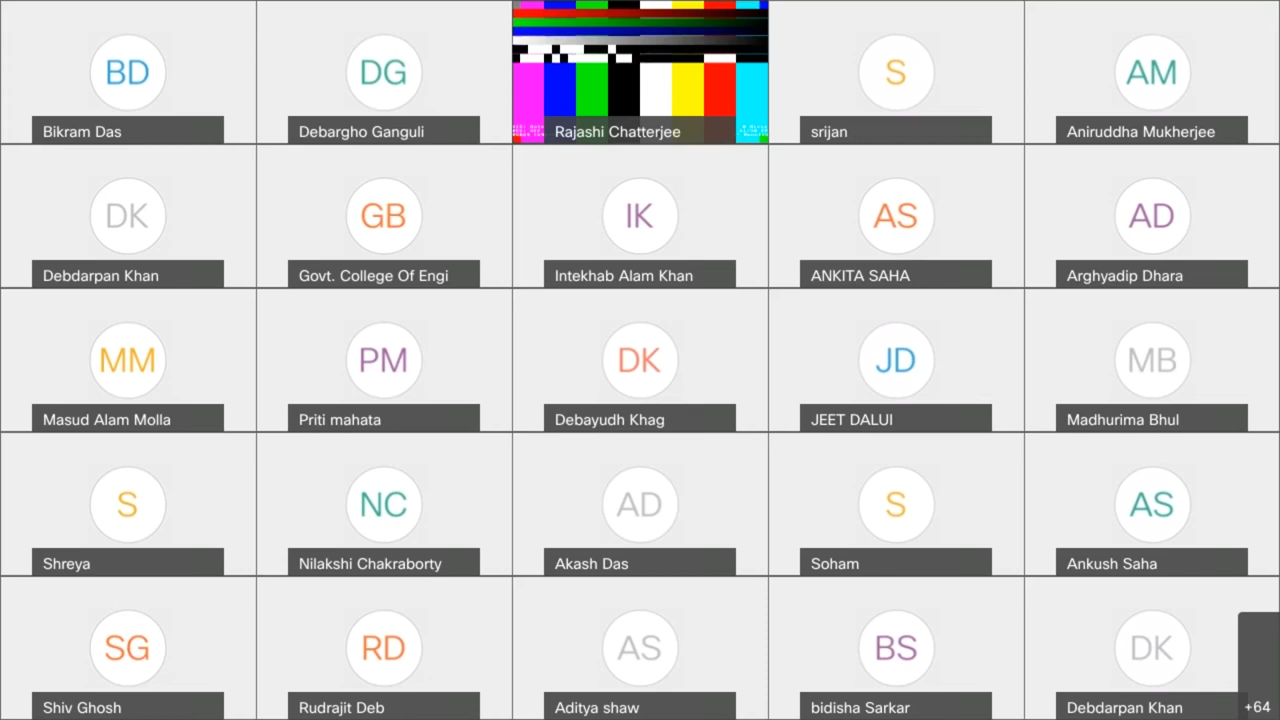 BD
Bikram Das
DG
Debargho Ganguli
Rajashi Chatterjee
S
srijan
AM
Aniruddha Mukherjee
DK
Debdarpan Khan
GB
Govt. College Of Engi
IK
Intekhab Alam Khan
AS
ANKITA SAHA
AD
Arghyadip Dhara
MM
Masud Alam Molla
PM
Priti mahata
DK
Debayudh Khag
JD
JEET DALUI
MB
Madhurima Bhul
S
Shreya
NC
Nilakshi Chakraborty
AD
Akash Das
S
Soham
AS
Ankush Saha
SG
Shiv Ghosh
RD
Rudrajit Deb
AS
Aditya shaw
BS
bidisha Sarkar
DK
Debdarpan Khan
+64